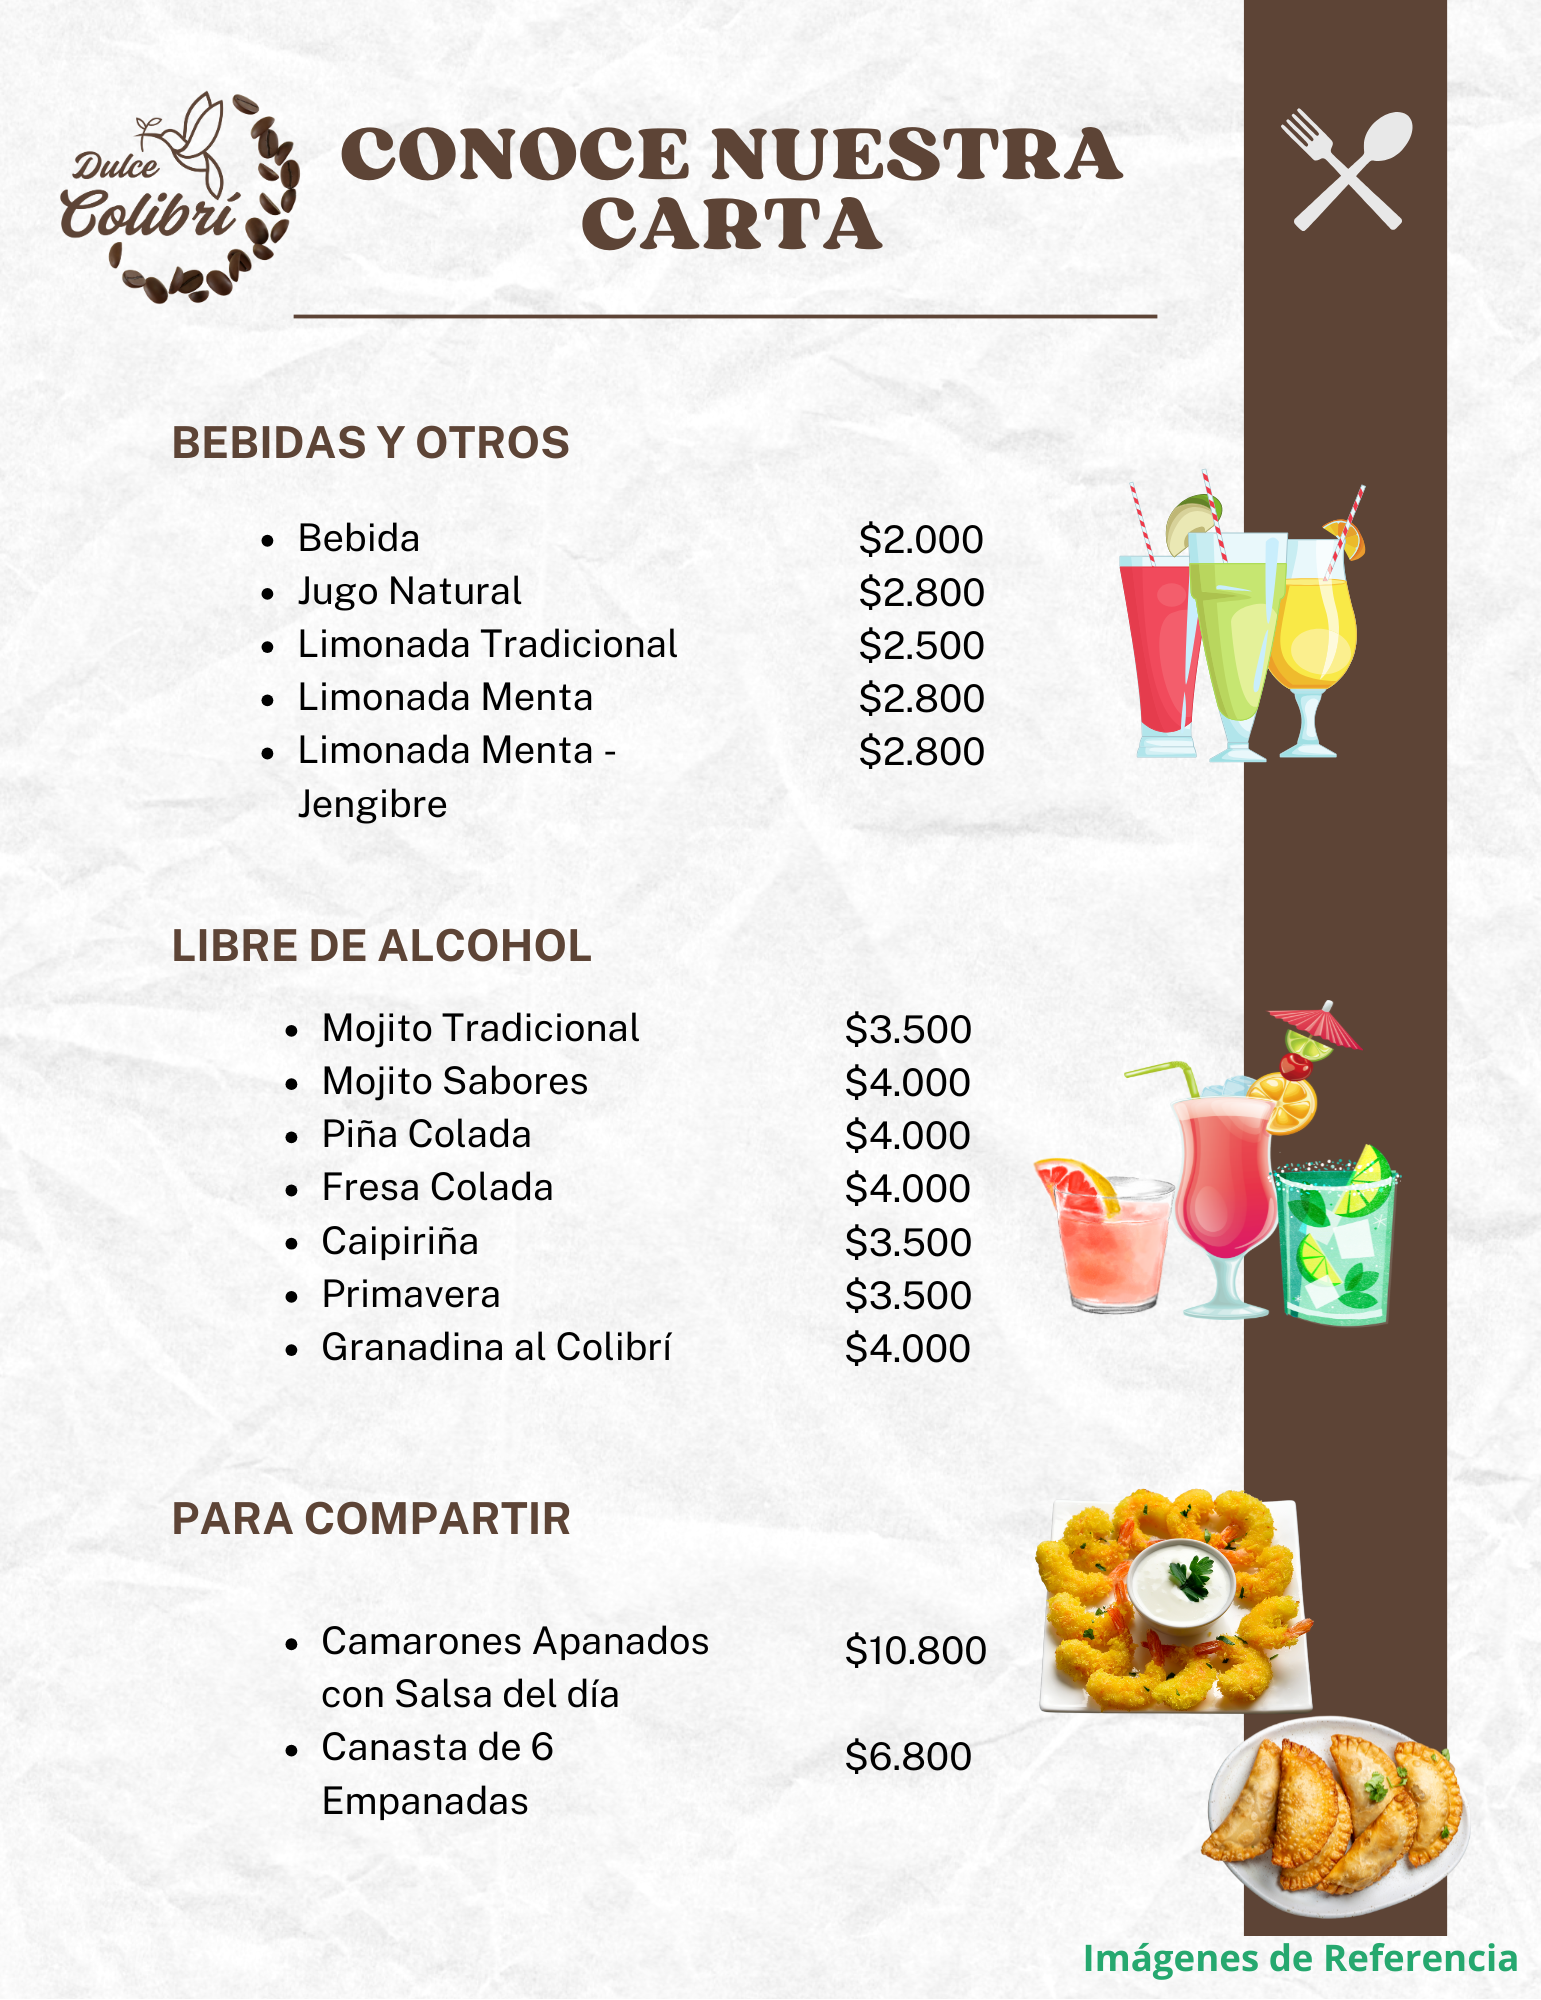 Dulce
Colibrí
CONOCE NUESTRA
CARTA
BEBIDAS Y OTROS
• Bebida $2.000
• Jugo Natural $2.800
• Limonada Tradicional $2.500
• Limonada Menta $2.800
• Limonada Menta - $2.800
Jengibre
LIBRE DE ALCOHOL
• Mojito Tradicional $3.500
• Mojito Sabores $4.000
• Piña Colada $4.000
• Fresa Colada $4.000
• Caipiriña $3.500
• Primavera $3.500
• Granadina al Colibrí $4.000
PARA COMPARTIR
• Camarones Apanados $10.800
con Salsa del día
• Canasta de 6 $6.800
Empanadas
Imágenes de Referencia